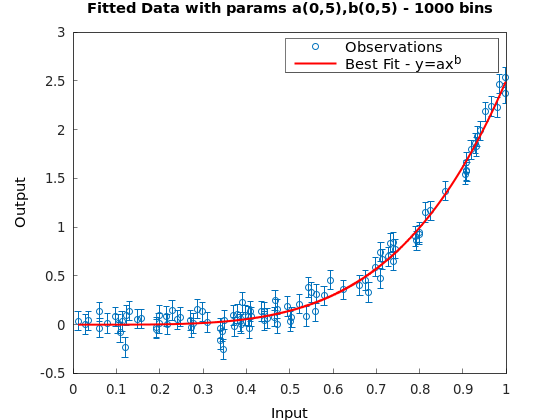 Fitted Data with params a(0,5),b(0,5) - 1000 bins
3
2.5
2
1.5
1
0.5
0
-0.5
Output
Observations
Best Fit - y=ax^b
0 0.1 0.2 0.3 0.4 0.5 0.6 0.7 0.8 0.9 1
Input